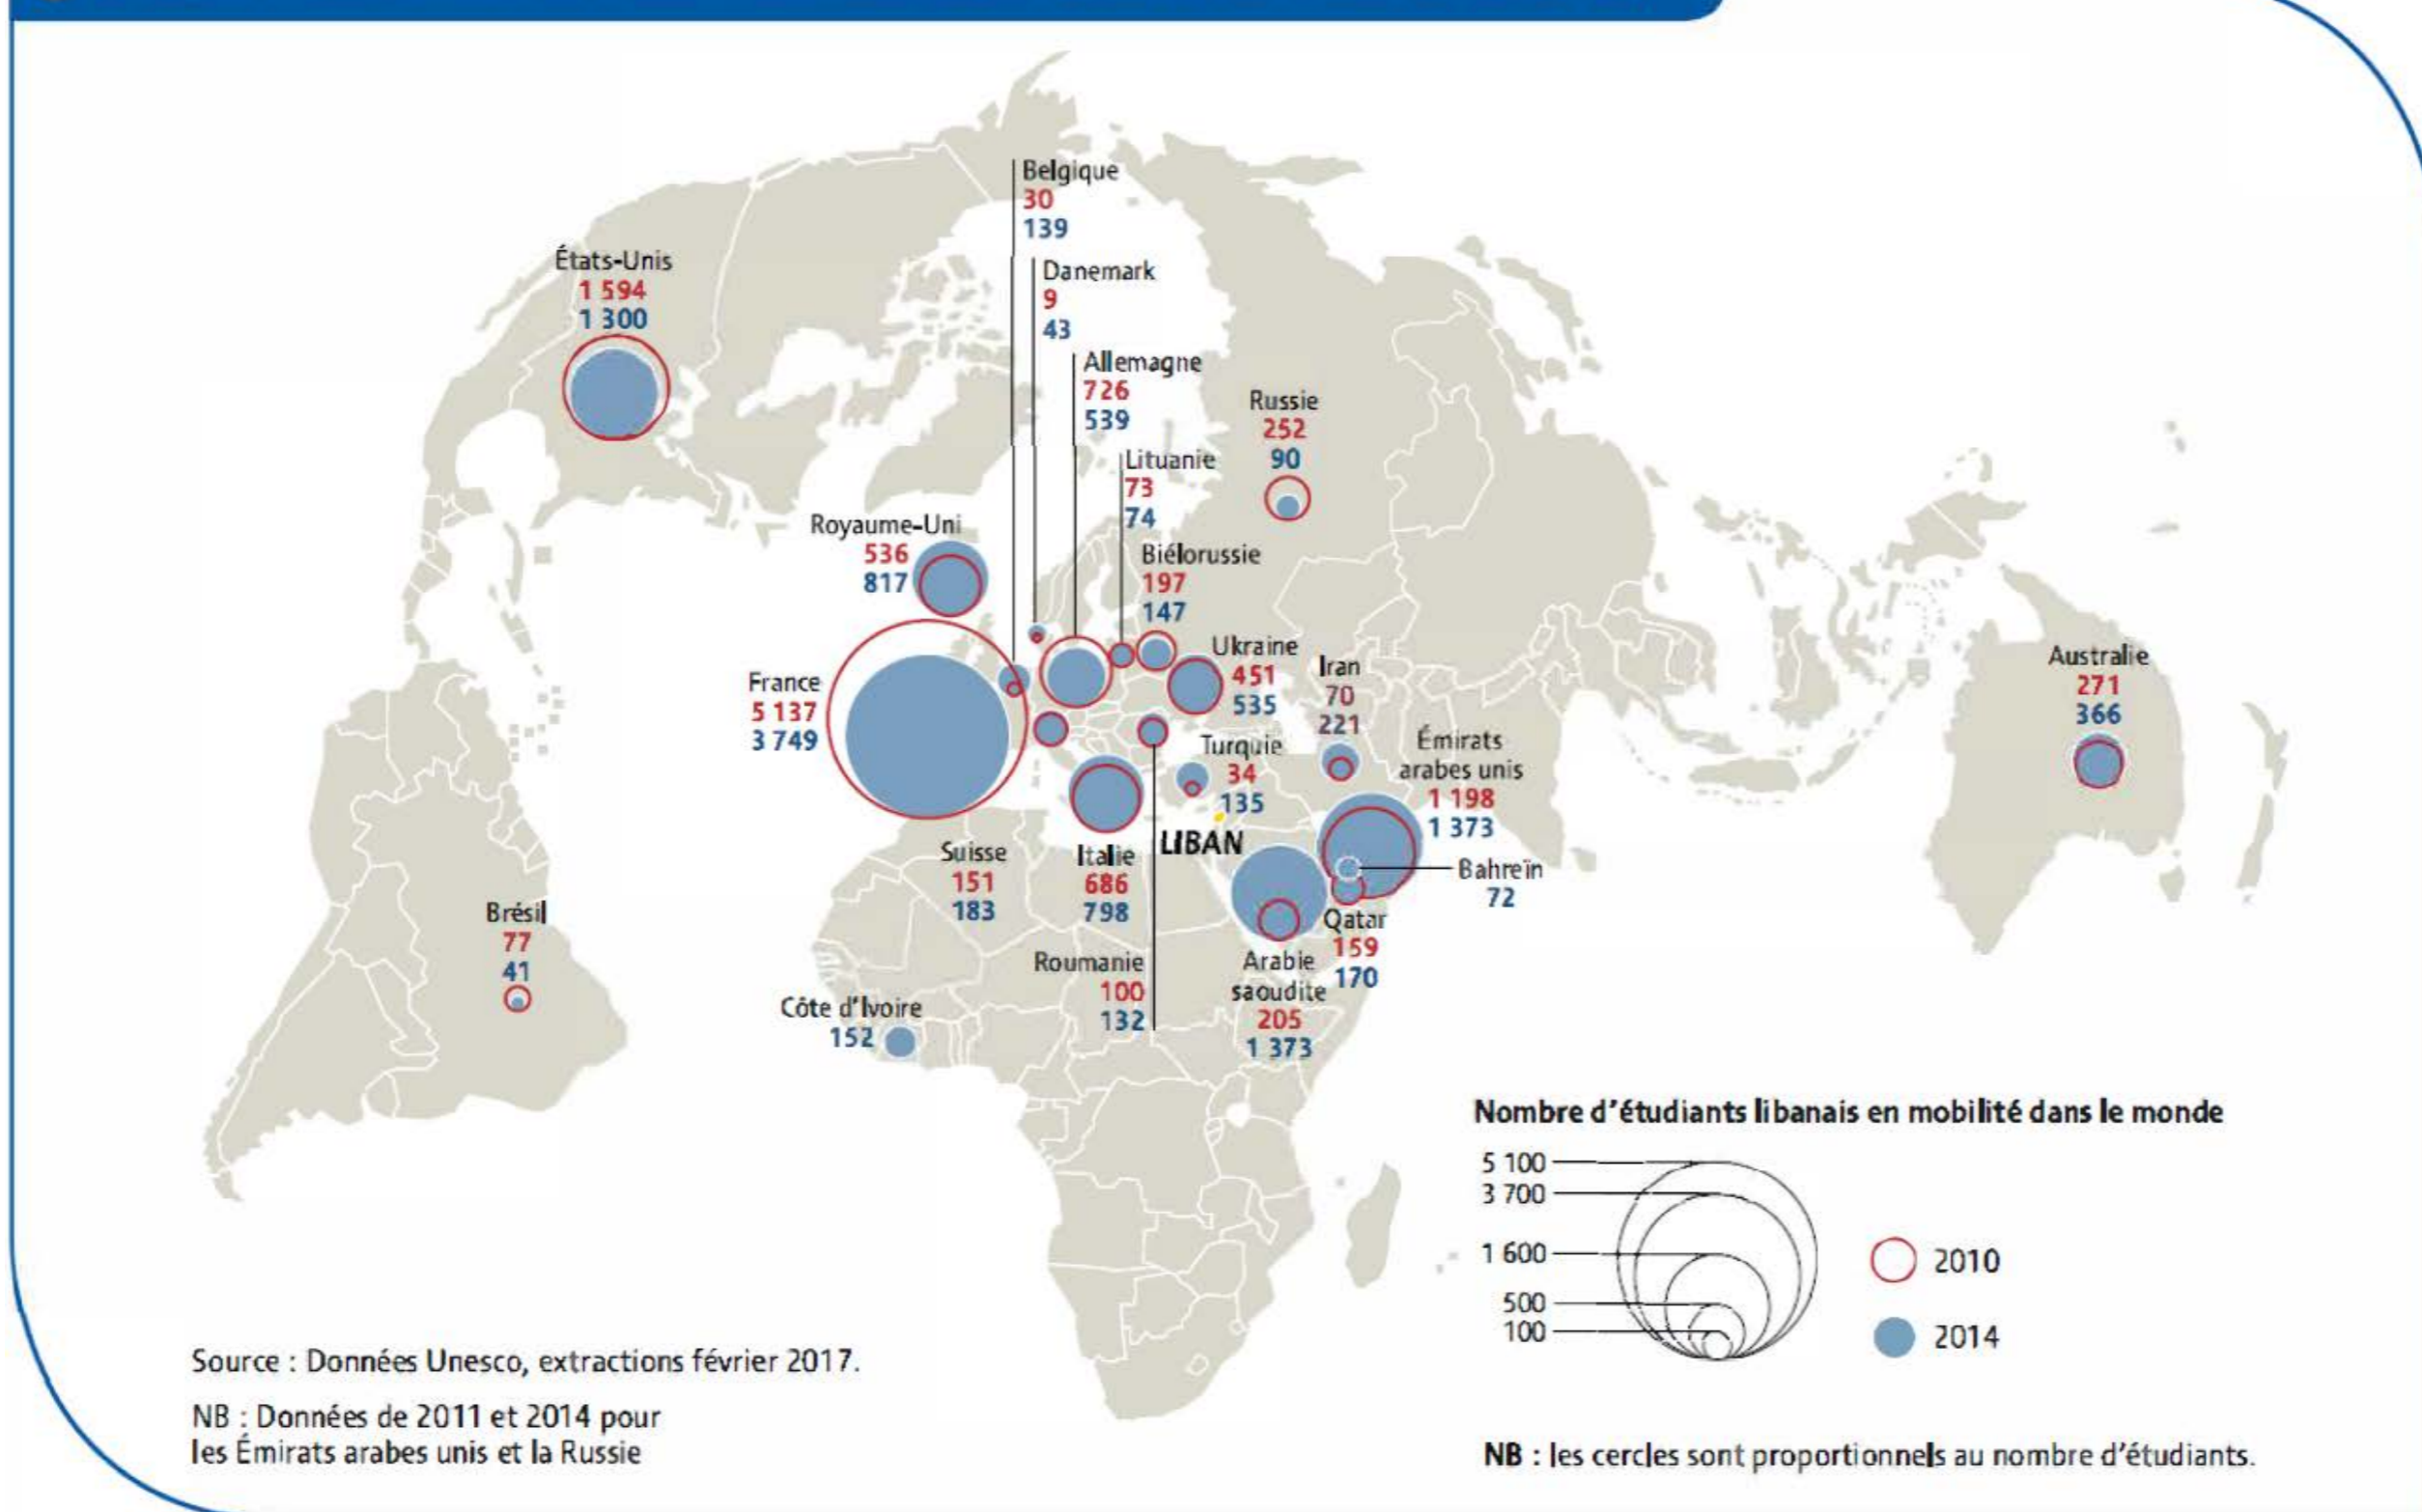 Belgique
30
139
Danemark
9
43
États-Unis
1 594
1 300
Allemagne
726
539
Russie
252
90
Lituanie
73
74
Royaume-Uni
536
817
Biélorussie
197
147
Ukraine
451
535
Iran
70
221
France
5 137
3 749
Australie
271
366
Turquie
34
135
Émirats
arabes unis
1 198
1 373
LIBAN
Suisse
151
183
Italie
686
798
Bahreïn
72
Qatar
159
170
Brésil
77
41
Roumanie
100
132
Arabie
saoudite
205
1 373
Côte d'Ivoire
152
Nombre d'étudiants libanais en mobilité dans le monde
5 100
3 700
1 600
500
100
2010
2014
Source : Données Unesco, extractions février 2017.
NB : Données de 2011 et 2014 pour
les Émirats arabes unis et la Russie
NB : les cercles sont proportionnels au nombre d'étudiants.